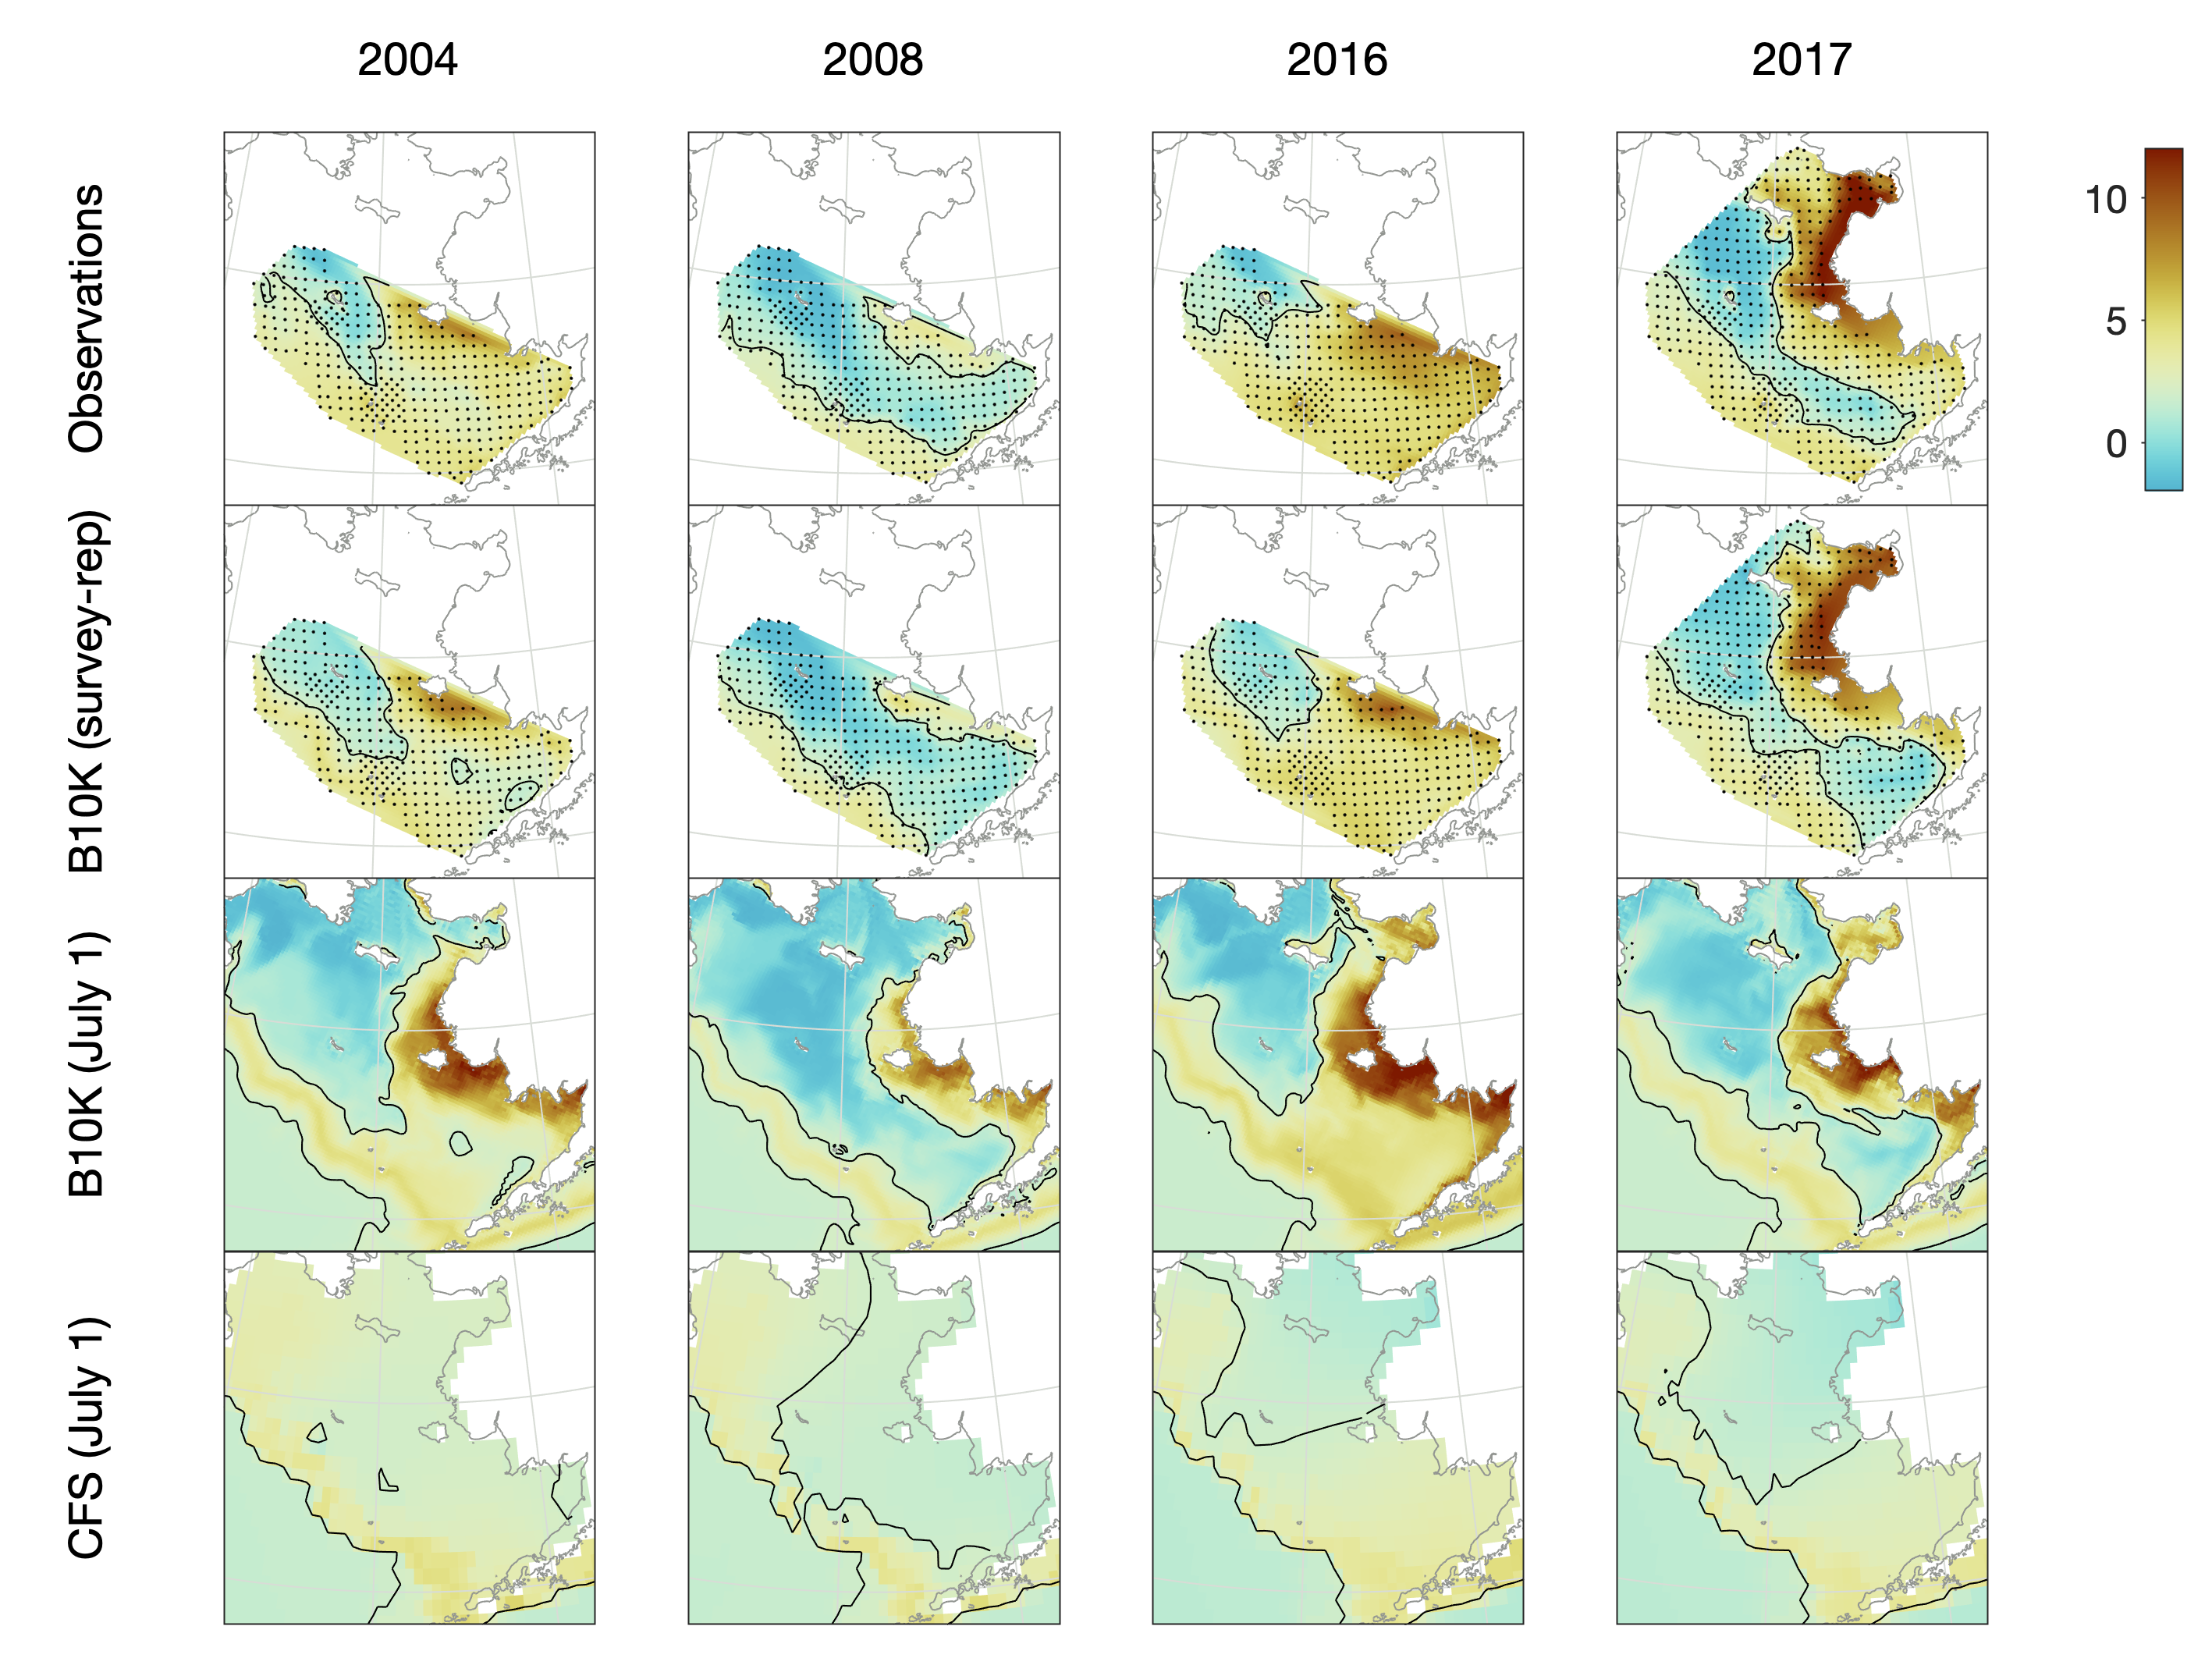 2004 2008 2016 2017
Observations
10
5
0
B10K (survey-rep)
B10K (July 1)
CFS (July 1)